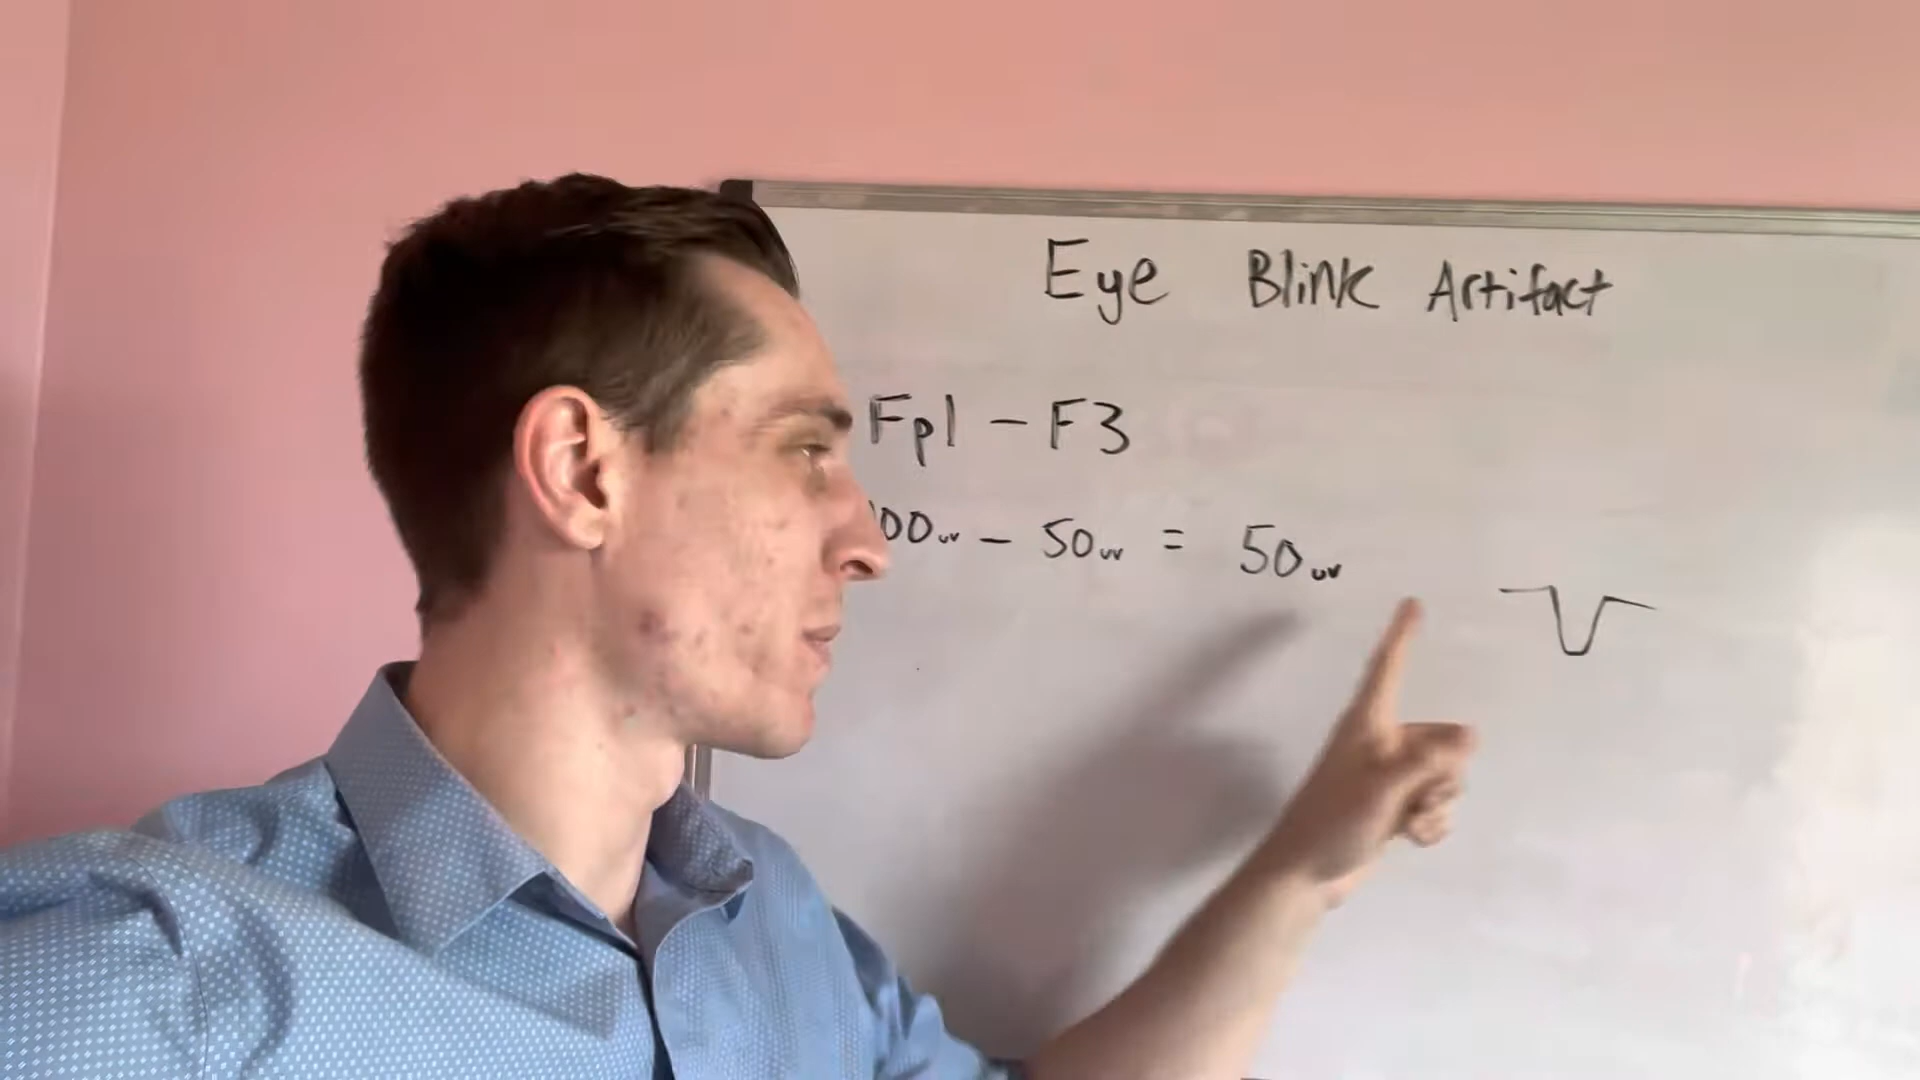 Eye Blink Artifact
Fp1 - F3
100uv - 50uv = 50uv